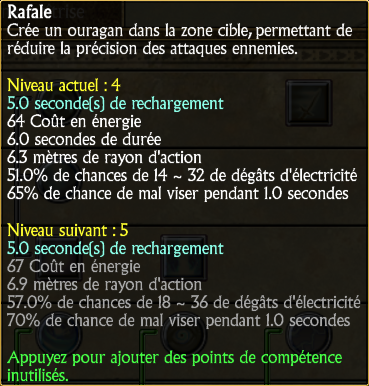 Rafale
Crée un ouragan dans la zone cible, permettant de
réduire la précision des attaques ennemies.
Niveau actuel : 4
5.0 seconde(s) de rechargement
64 Coût en énergie
6.0 secondes de durée
6.3 mètres de rayon d'action
51.0% de chances de 14 ~ 32 de dégâts d'électricité
65% de chance de mal viser pendant 1.0 secondes
Niveau suivant : 5
5.0 seconde(s) de rechargement
67 Coût en énergie
6.9 mètres de rayon d'action
57.0% de chances de 18 ~ 36 de dégâts d'électricité
70% de chance de mal viser pendant 1.0 secondes
Appuyez pour ajouter des points de compétence
inutilisés.